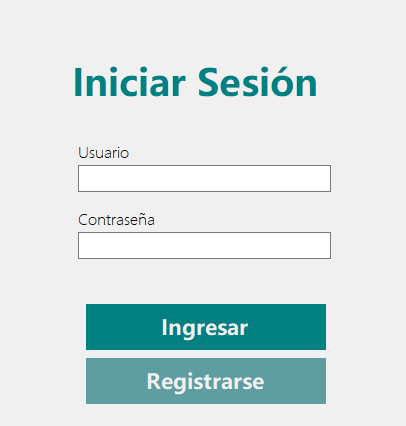 Iniciar Sesión
Usuario
Contraseña
Ingresar
Registrarse